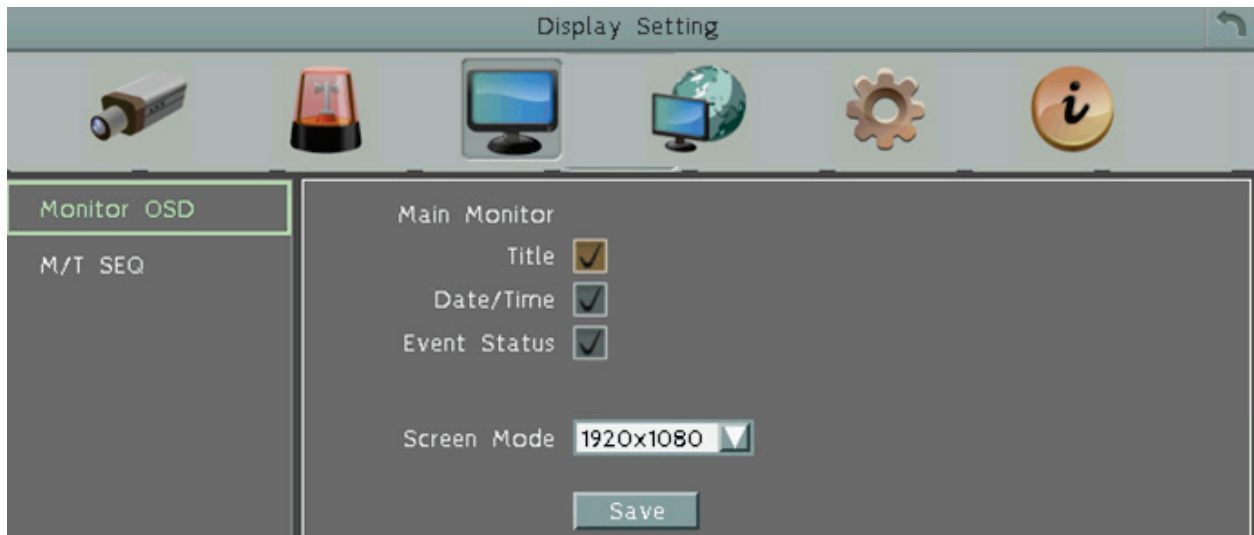 Display Setting
Monitor OSD
M/T SEQ
Main Monitor
Title
Date/Time
Event Status
Screen Mode 1920x1080
Save